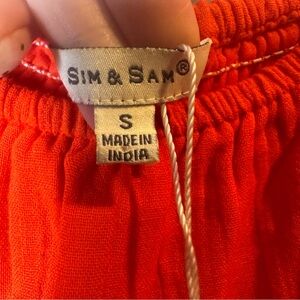 SIM & SAM®
S
MADE IN
INDIA